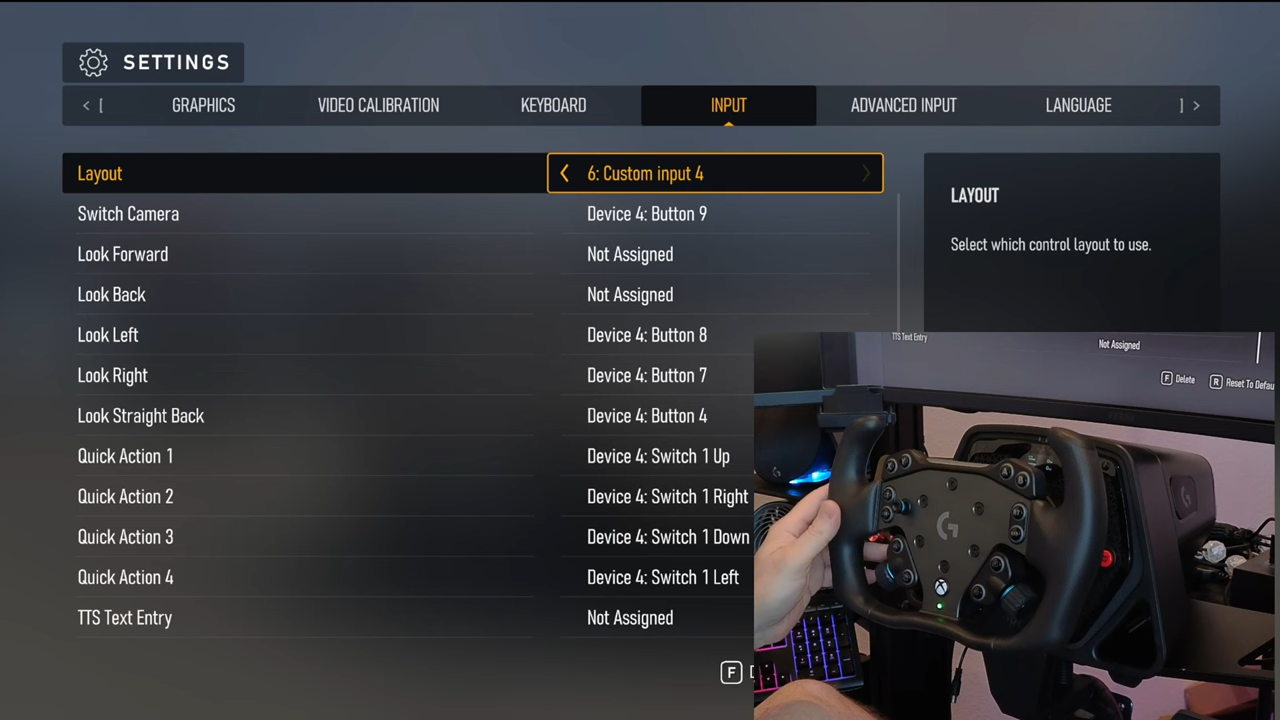 SETTINGS
< [ GRAPHICS VIDEO CALIBRATION KEYBOARD INPUT ADVANCED INPUT LANGUAGE ] >
Layout < 6: Custom input 4 >
Switch Camera Device 4: Button 9
Look Forward Not Assigned
Look Back Not Assigned
Look Left Device 4: Button 8
Look Right Device 4: Button 7
Look Straight Back Device 4: Button 4
Quick Action 1 Device 4: Switch 1 Up
Quick Action 2 Device 4: Switch 1 Right
Quick Action 3 Device 4: Switch 1 Down
Quick Action 4 Device 4: Switch 1 Left
TTS Text Entry Not Assigned
F
LAYOUT
Select which control layout to use.
TTS Text Entry Not Assigned
F Delete R Reset To Defau
A
B
G
X